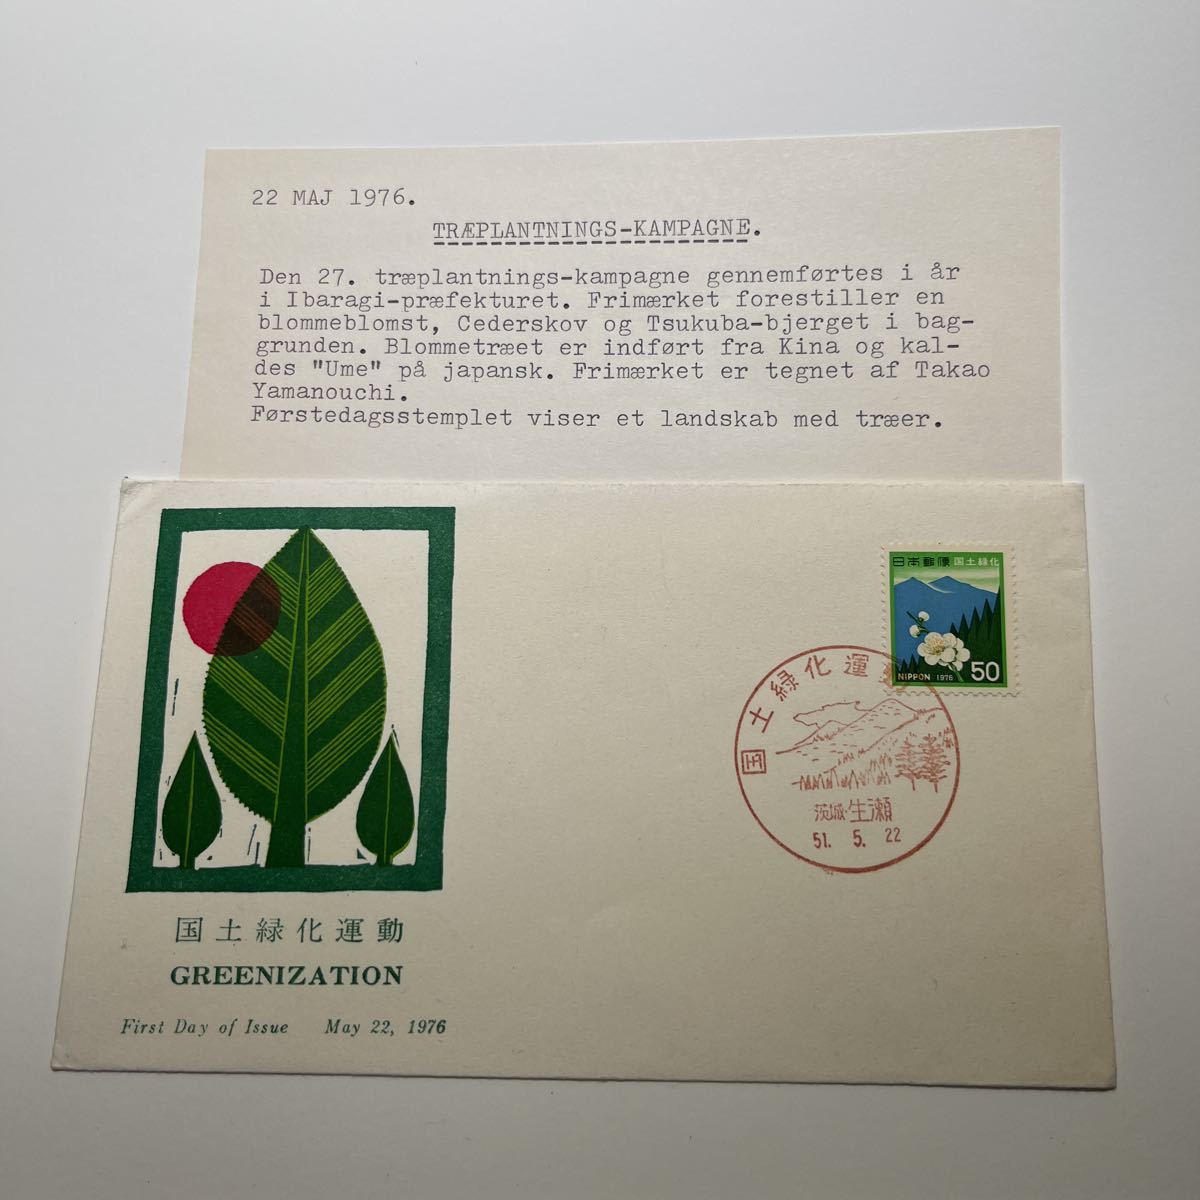 22 MAJ 1976.
TRÆPLANTNINGS-KAMPAGNE.
Den 27. træplantnings-kampagne gennemførtes i år
i Ibaragi-præfekturet. Frimærket forestiller en
blommeblomst, Cederskov og Tsukuba-bjerget i bag-
grunden. Blommetræet er indført fra Kina og kal-
des "Ume" på japansk. Frimærket er tegnet af Takao
Yamanouchi.
Førstedagsstemplet viser et landskab med træer.
日本郵便 国土緑化
NIPPON 1976 50
国土緑化運動
茨城・生瀬
51. 5. 22
国土緑化運動
GREENIZATION
First Day of Issue May 22, 1976